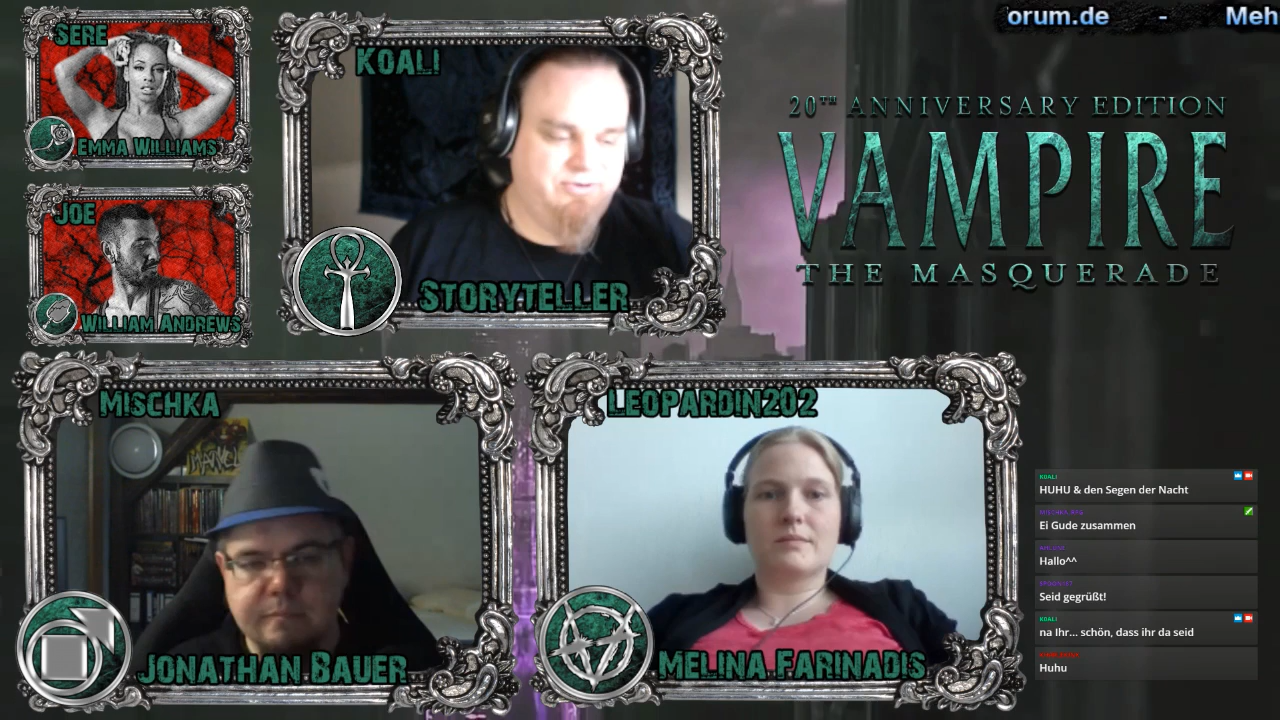 orum.de - Meh
SERE
EMMA WILLIAMS
JOE
WILLIAM ANDREWS
KOALI
STORYTELLER
20TH ANNIVERSARY EDITION
VAMPIRE
THE MASQUERADE
MISCHKA
JONATHAN BAUER
LEOPARDIN202
MELINA FARINADIS
KOALI
HUHU & den Segen der Nacht
Ei Gude zusammen
Hallo^^
Seid gegrüßt!
KOALI
na Ihr... schön, dass ihr da seid
Huhu